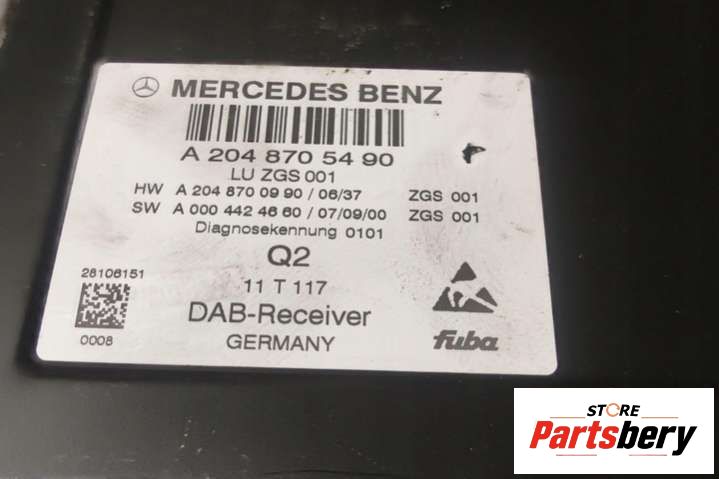 MERCEDES BENZ
A 204 870 54 90
LU ZGS 001
HW A 204 870 09 90 / 06/37 ZGS 001
SW A 000 442 46 60 / 07/09/00 ZGS 001
Diagnosekennung 0101
Q2
28106151
11 T 117
DAB-Receiver
0008
GERMANY
fuba
STORE
Partsbery